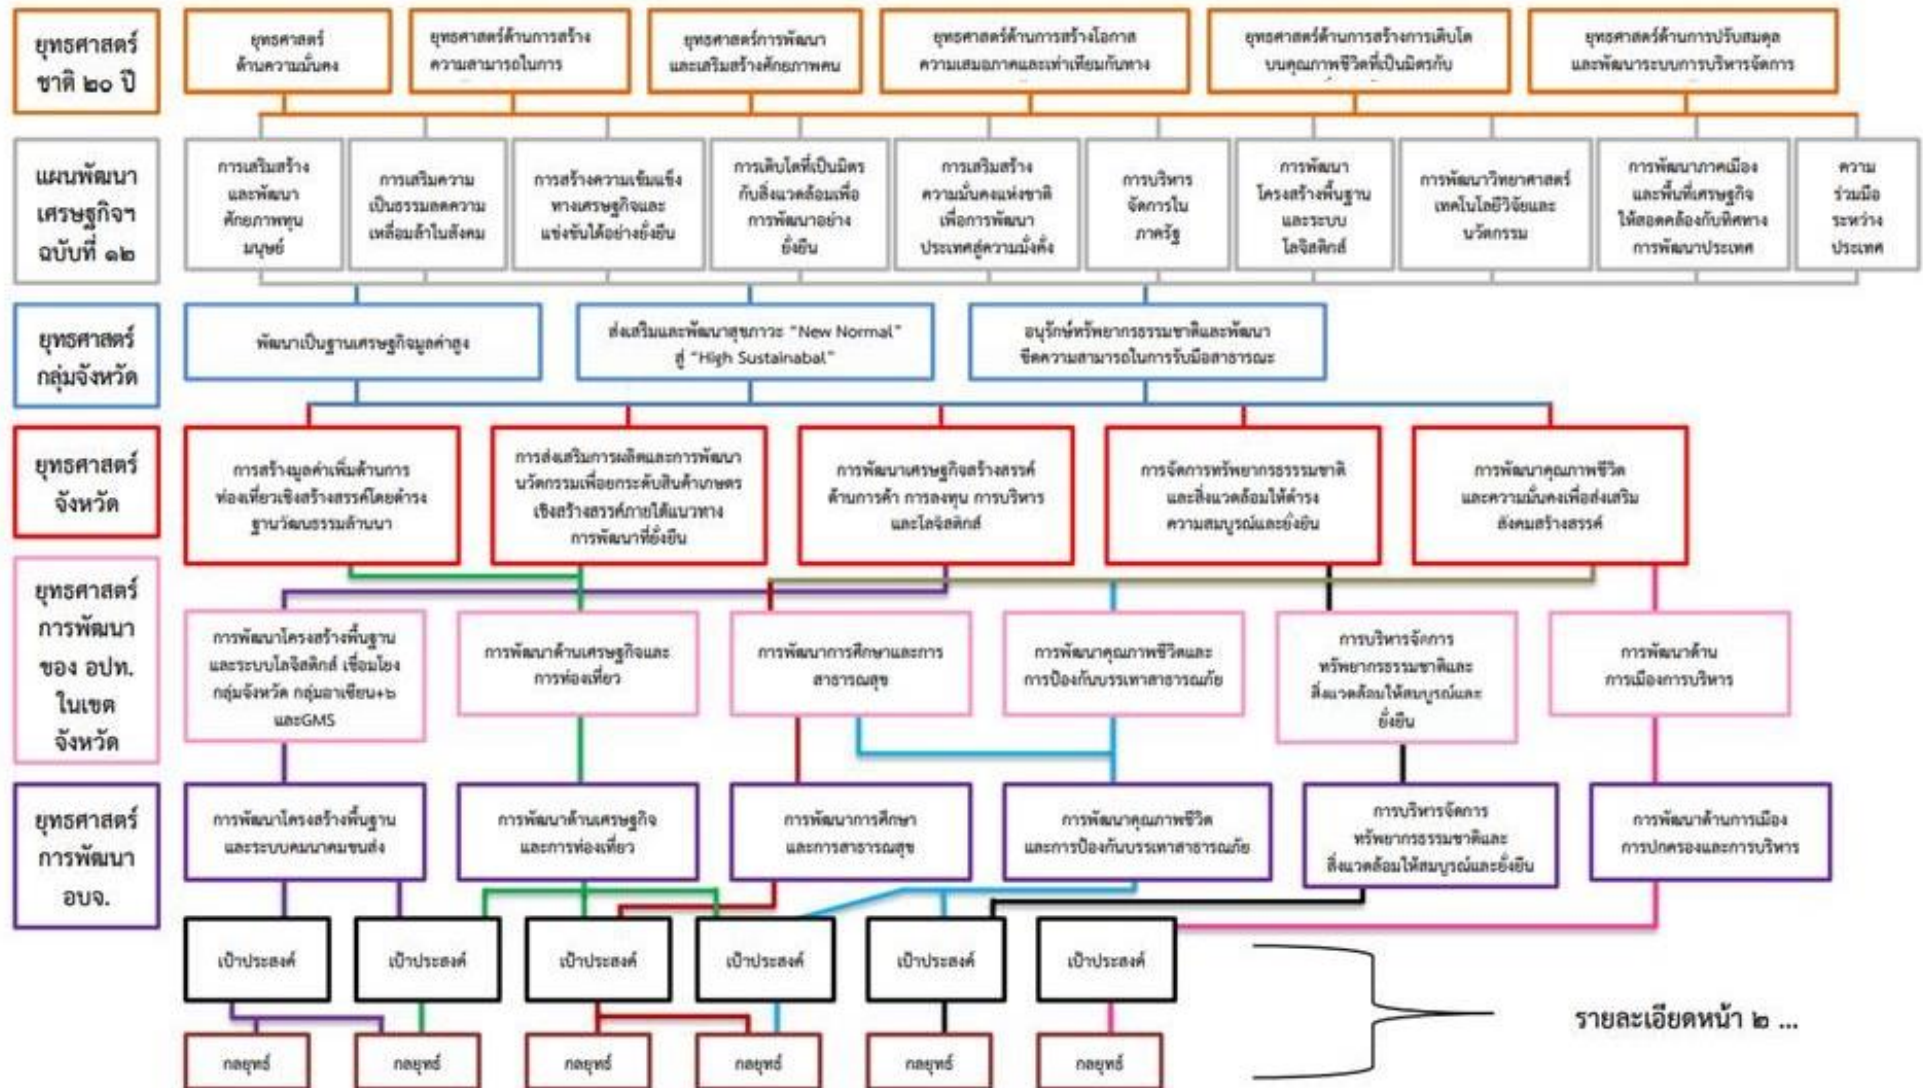 ยุทธศาสตร์
ชาติ ๒๐ ปี
ยุทธศาสตร์
ด้านความมั่นคง
ยุทธศาสตร์ด้านการสร้าง
ความสามารถในการ
ยุทธศาสตร์การพัฒนา
และเสริมสร้างศักยภาพคน
ยุทธศาสตร์ด้านการสร้างโอกาส
ความเสมอภาคและเท่าเทียมกันทาง
ยุทธศาสตร์ด้านการสร้างการเติบโต
บนคุณภาพชีวิตที่เป็นมิตรกับ
ยุทธศาสตร์ด้านการปรับสมดุล
และพัฒนาระบบการบริหารจัดการ
แผนพัฒนา
เศรษฐกิจฯ
ฉบับที่ ๑๒
การเสริมสร้าง
และพัฒนา
ศักยภาพทุน
มนุษย์
การเสริมความ
เป็นธรรมลดความ
เหลื่อมล้ำในสังคม
การสร้างความเข้มแข็ง
ทางเศรษฐกิจและ
แข่งขันได้อย่างยั่งยืน
การเติบโตที่เป็นมิตร
กับสิ่งแวดล้อมเพื่อ
การพัฒนาอย่าง
ยั่งยืน
การเสริมสร้าง
ความมั่นคงแห่งชาติ
เพื่อการพัฒนา
ประเทศสู่ความมั่งคั่ง
การบริหาร
จัดการใน
ภาครัฐ
การพัฒนา
โครงสร้างพื้นฐาน
และระบบ
โลจิสติกส์
การพัฒนาวิทยาศาสตร์
เทคโนโลยีวิจัยและ
นวัตกรรม
การพัฒนาภาคเมือง
และพื้นที่เศรษฐกิจ
ให้สอดคล้องกับทิศทาง
การพัฒนาประเทศ
ความ
ร่วมมือ
ระหว่าง
ประเทศ
ยุทธศาสตร์
กลุ่มจังหวัด
พัฒนาเป็นฐานเศรษฐกิจมูลค่าสูง
ส่งเสริมและพัฒนาสุขภาวะ "New Normal"
สู่ "High Sustainabal"
อนุรักษ์ทรัพยากรธรรมชาติและพัฒนา
ขีดความสามารถในการรับมือสาธารณะ
ยุทธศาสตร์
จังหวัด
การสร้างมูลค่าเพิ่มด้านการ
ท่องเที่ยวเชิงสร้างสรรค์โดยดำรง
ฐานวัฒนธรรมล้านนา
การส่งเสริมการผลิตและการพัฒนา
นวัตกรรมเพื่อยกระดับสินค้าเกษตร
เชิงสร้างสรรค์ภายใต้แนวทาง
การพัฒนาที่ยั่งยืน
การพัฒนาเศรษฐกิจสร้างสรรค์
ด้านการค้า การลงทุน การบริหาร
และโลจิสติกส์
การจัดการทรัพยากรธรรรมชาติ
และสิ่งแวดล้อมให้ดำรง
ความสมบูรณ์และยั่งยืน
การพัฒนาคุณภาพชีวิต
และความมั่นคงเพื่อส่งเสริม
สังคมสร้างสรรค์
ยุทธศาสตร์
การพัฒนา
ของ อปท.
ในเขต
จังหวัด
การพัฒนาโครงสร้างพื้นฐาน
และระบบโลจิสติกส์ เชื่อมโยง
กลุ่มจังหวัด กลุ่มอาเซียน+๖
และGMS
การพัฒนาด้านเศรษฐกิจและ
การท่องเที่ยว
การพัฒนาการศึกษาและการ
สาธารณสุข
การพัฒนาคุณภาพชีวิตและ
การป้องกันบรรเทาสาธารณภัย
การบริหารจัดการ
ทรัพยากรธรรมชาติและ
สิ่งแวดล้อมให้สมบูรณ์และ
ยั่งยืน
การพัฒนาด้าน
การเมืองการบริหาร
ยุทธศาสตร์
การพัฒนา
อบจ.
การพัฒนาโครงสร้างพื้นฐาน
และระบบคมนาคมขนส่ง
การพัฒนาด้านเศรษฐกิจ
และการท่องเที่ยว
การพัฒนาการศึกษา
และการสาธารณสุข
การพัฒนาคุณภาพชีวิต
และการป้องกันบรรเทาสาธารณภัย
การบริหารจัดการ
ทรัพยากรธรรมชาติและ
สิ่งแวดล้อมให้สมบูรณ์และยั่งยืน
การพัฒนาด้านการเมือง
การปกครองและการบริหาร
เป้าประสงค์
เป้าประสงค์
เป้าประสงค์
เป้าประสงค์
เป้าประสงค์
เป้าประสงค์
รายละเอียดหน้า ๒ ...
กลยุทธ์
กลยุทธ์
กลยุทธ์
กลยุทธ์
กลยุทธ์
กลยุทธ์